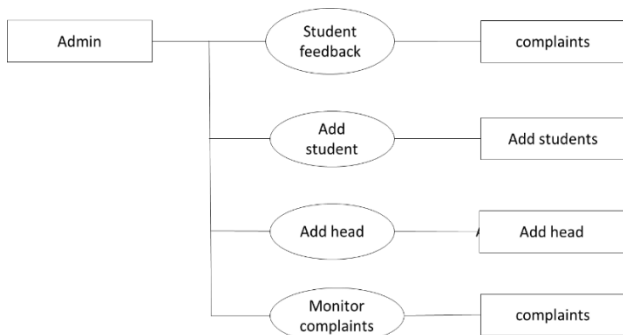 Admin
Student
feedback
complaints
Add
student
Add students
Add head
Add head
Monitor
complaints
complaints